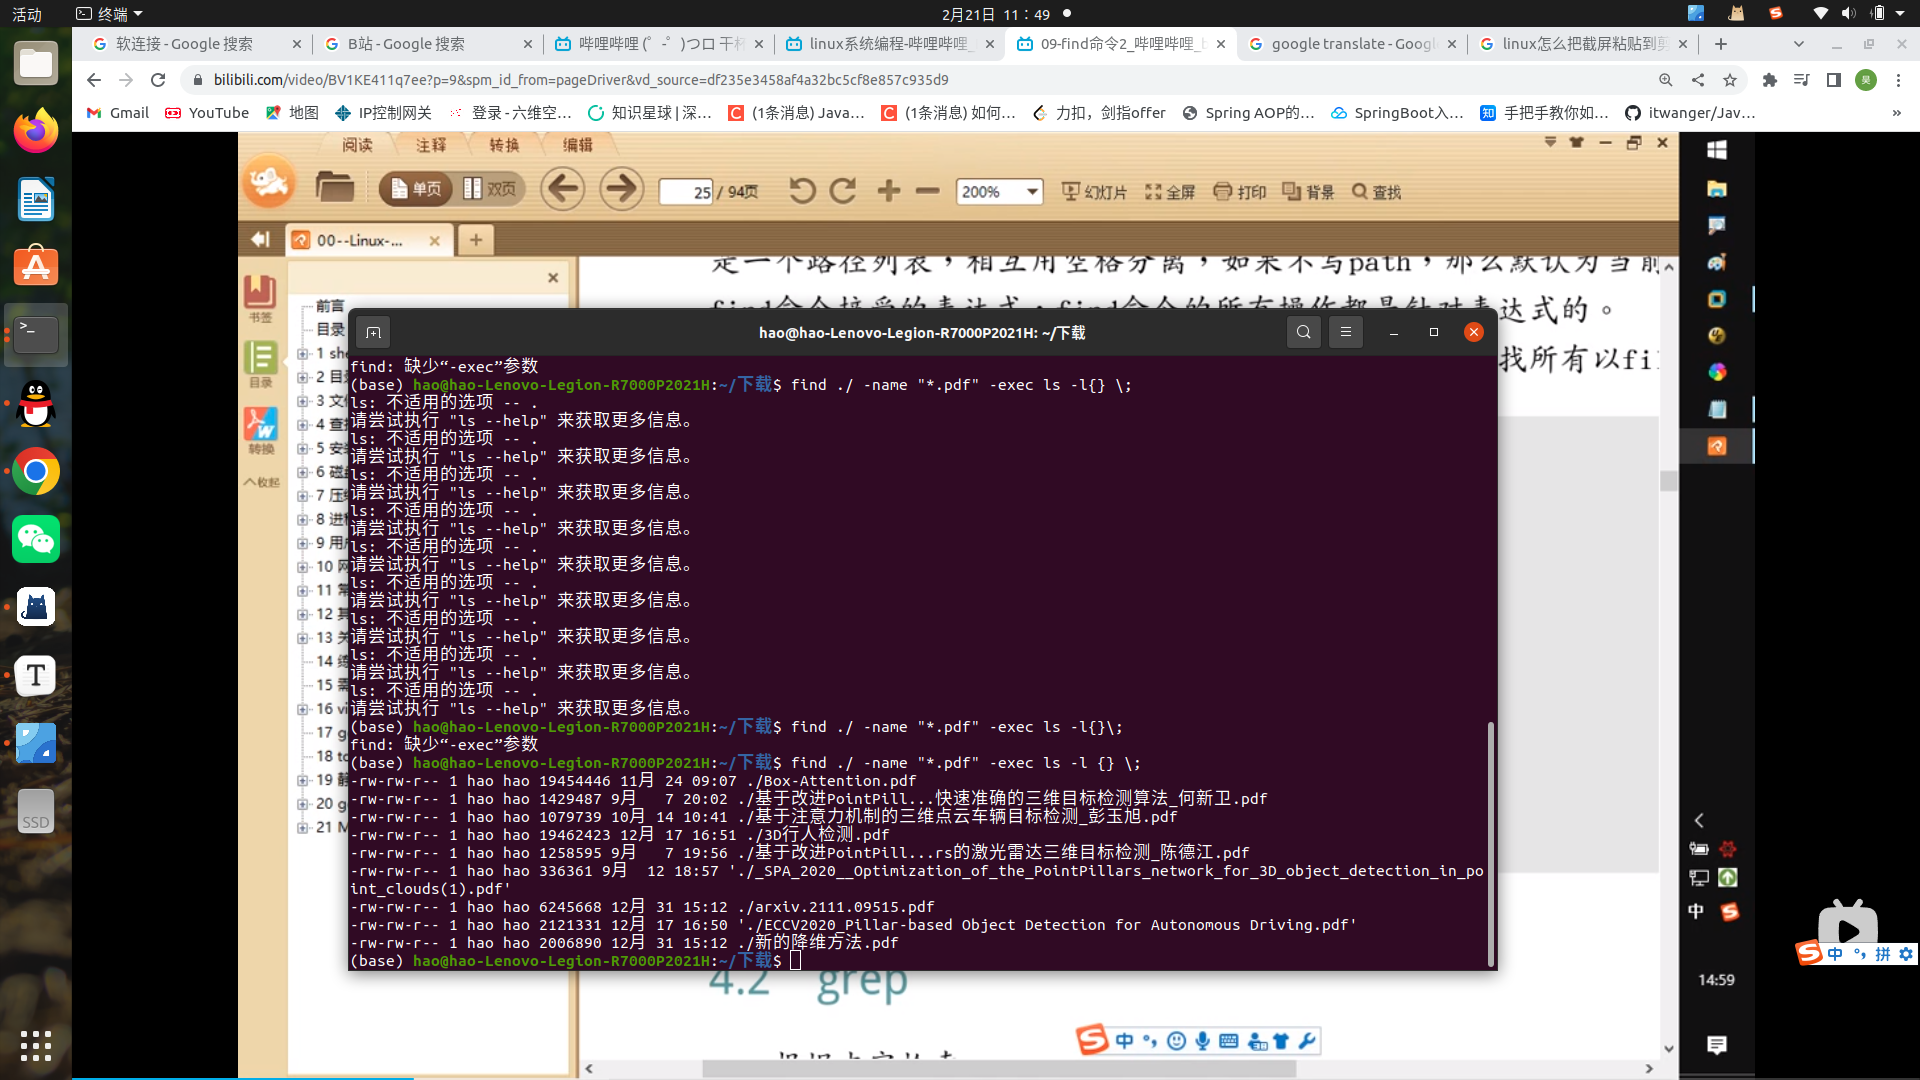 活动
终端
2月21日 11：49
软连接 - Google 搜索
B站 - Google 搜索
哔哩哔哩 (゜-゜)つロ 干杯
linux系统编程-哔哩哔哩_
09-find命令2_哔哩哔哩_b
google translate - Google
linux怎么把截屏粘贴到剪
bilibili.com/video/BV1KE411q7ee?p=9&spm_id_from=pageDriver&vd_source=df235e3458af4a32bc5cf8e857c935d9
吴
Gmail
YouTube
地图
IP控制网关
登录 - 六维空...
知识星球 | 深...
(1条消息) Java...
(1条消息) 如何...
力扣，剑指offer
Spring AOP的...
SpringBoot入...
手把手教你如...
itwanger/Jav...
阅读
注释
转换
编辑
单页
双页
25 / 94页
200%
幻灯片
全屏
打印
背景
查找
00--Linux-...
书签
目录
转换
收起
前言
目录
1 she
2 目
3 文
4 查
5 安
6 磁盘
7 压
8 进
9 用
10 网
11 常
12 其
13 关
14 练
15 需
16 vi
17 g
18 to
19 静
20 g
21 M
是一个路径列表，相互用空格分离，如果不写path，那么默认为当前
find命令接受的表达式，find命令的所有操作都是针对表达式的。
找所有以fil
hao@hao-Lenovo-Legion-R7000P2021H: ~/下载
find: 缺少“-exec”参数
(base) hao@hao-Lenovo-Legion-R7000P2021H:~/下载$ find ./ -name "*.pdf" -exec ls -l{} \;
ls: 不适用的选项 -- .
请尝试执行 "ls --help" 来获取更多信息。
ls: 不适用的选项 -- .
请尝试执行 "ls --help" 来获取更多信息。
ls: 不适用的选项 -- .
请尝试执行 "ls --help" 来获取更多信息。
ls: 不适用的选项 -- .
请尝试执行 "ls --help" 来获取更多信息。
ls: 不适用的选项 -- .
请尝试执行 "ls --help" 来获取更多信息。
ls: 不适用的选项 -- .
请尝试执行 "ls --help" 来获取更多信息。
ls: 不适用的选项 -- .
请尝试执行 "ls --help" 来获取更多信息。
ls: 不适用的选项 -- .
请尝试执行 "ls --help" 来获取更多信息。
ls: 不适用的选项 -- .
请尝试执行 "ls --help" 来获取更多信息。
(base) hao@hao-Lenovo-Legion-R7000P2021H:~/下载$ find ./ -name "*.pdf" -exec ls -l{}\;
find: 缺少“-exec”参数
(base) hao@hao-Lenovo-Legion-R7000P2021H:~/下载$ find ./ -name "*.pdf" -exec ls -l {} \;
-rw-rw-r-- 1 hao hao 19454446 11月 24 09:07 ./Box-Attention.pdf
-rw-rw-r-- 1 hao hao 1429487 9月   7 20:02 ./基于改进PointPill...快速准确的三维目标检测算法_何新卫.pdf
-rw-rw-r-- 1 hao hao 1079739 10月 14 10:41 ./基于注意力机制的三维点云车辆目标检测_彭玉旭.pdf
-rw-rw-r-- 1 hao hao 19462423 12月 17 16:51 ./3D行人检测.pdf
-rw-rw-r-- 1 hao hao 1258595 9月   7 19:56 ./基于改进PointPill...rs的激光雷达三维目标检测_陈德江.pdf
-rw-rw-r-- 1 hao hao 336361 9月  12 18:57 './_SPA_2020__Optimization_of_the_PointPillars_network_for_3D_object_detection_in_po
int_clouds(1).pdf'
-rw-rw-r-- 1 hao hao 6245668 12月 31 15:12 ./arxiv.2111.09515.pdf
-rw-rw-r-- 1 hao hao 2121331 12月 17 16:50 './ECCV2020_Pillar-based Object Detection for Autonomous Driving.pdf'
-rw-rw-r-- 1 hao hao 2006890 12月 31 15:12 ./新的降维方法.pdf
(base) hao@hao-Lenovo-Legion-R7000P2021H:~/下载$
4.2 grep
中
中
拼
14:59
中
SSD